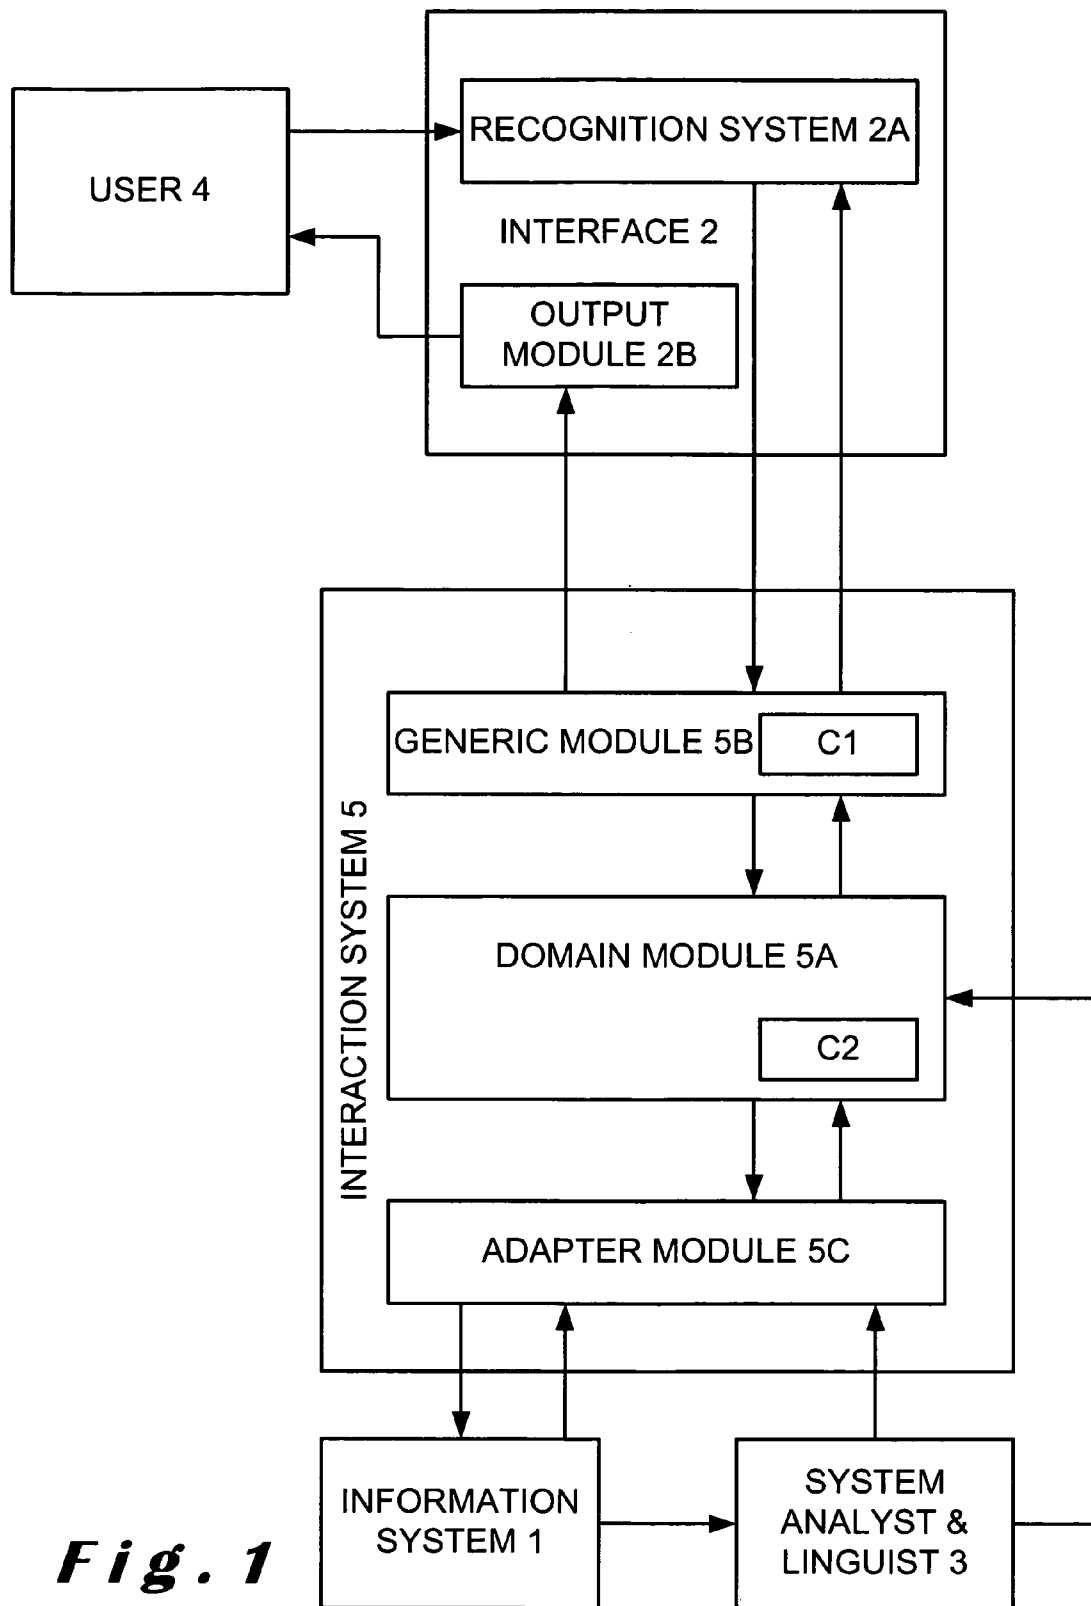 RECOGNITION SYSTEM 2A
USER 4
INTERFACE 2
OUTPUT
MODULE 2B
INTERACTION SYSTEM 5
GENERIC MODULE 5B
C1
DOMAIN MODULE 5A
C2
ADAPTER MODULE 5C
INFORMATION
SYSTEM 1
SYSTEM
ANALYST &
LINGUIST 3
Fig. 1